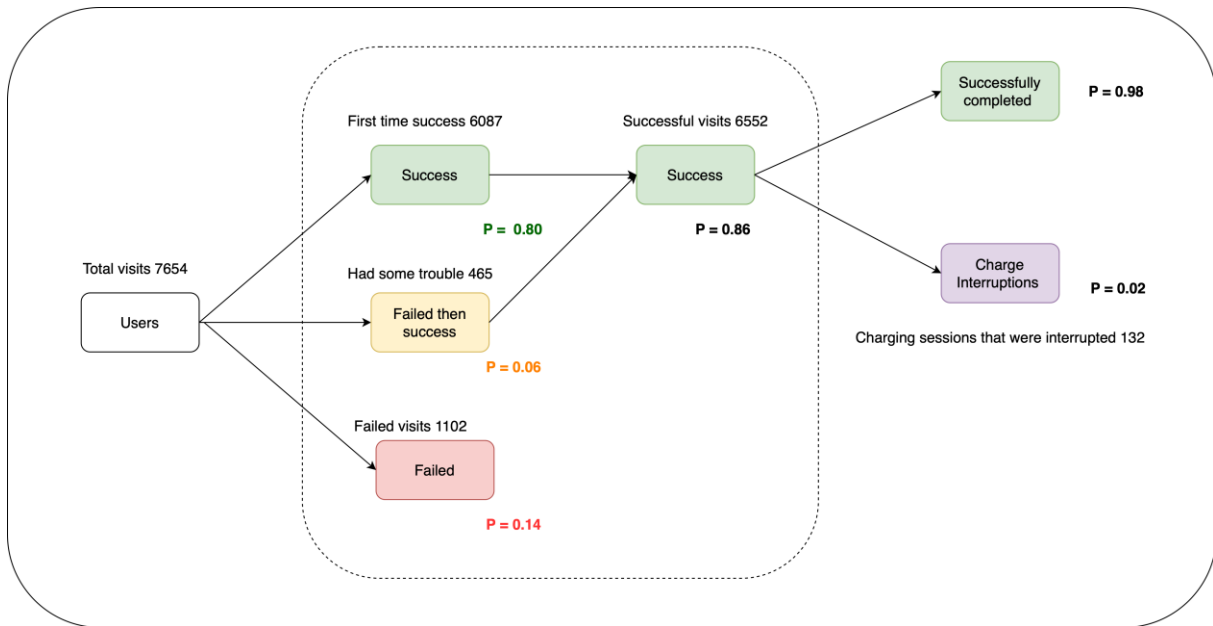 Total visits 7654
Users
First time success 6087
Success
P =  0.80
Had some trouble 465
Failed then
success
P = 0.06
Failed visits 1102
Failed
P = 0.14
Successful visits 6552
Success
P = 0.86
Successfully
completed
P = 0.98
Charge
Interruptions
P = 0.02
Charging sessions that were interrupted 132